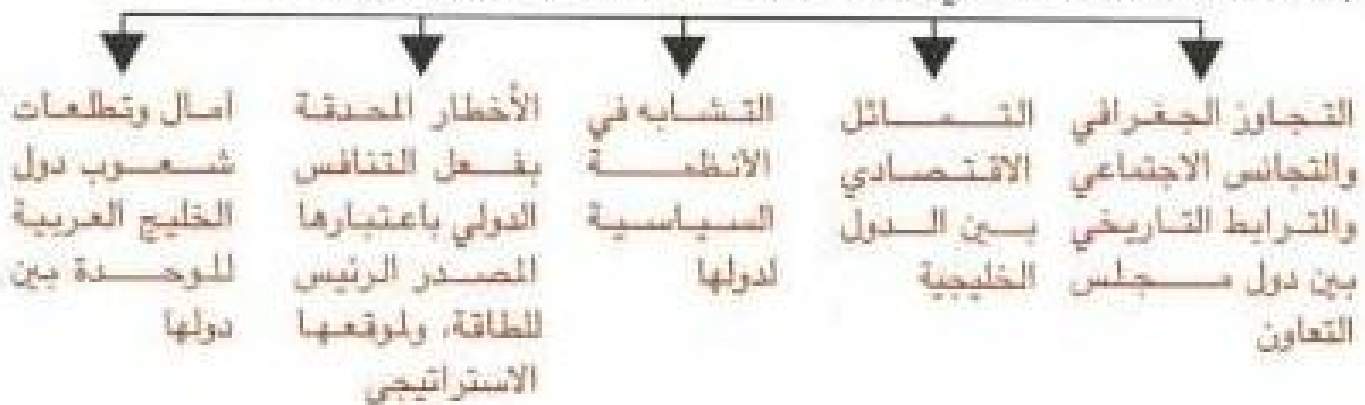 التجاوز الجغرافي
والتجانس الاجتماعي
والترابط التاريخي
بين دول مجلس
التعاون
التماثل
الاقتصادي
بين الدول
الخليجية
التشابه في
الأنظمة
السياسية
لدولها
الأخطار المحدقة
بفعل التنافس
الدولي باعتبارها
المصدر الرئيس
للطاقة، ولموقعها
الاستراتيجي
آمال وتطلعات
شعوب دول
الخليج العربية
للوحدة بين
دولها